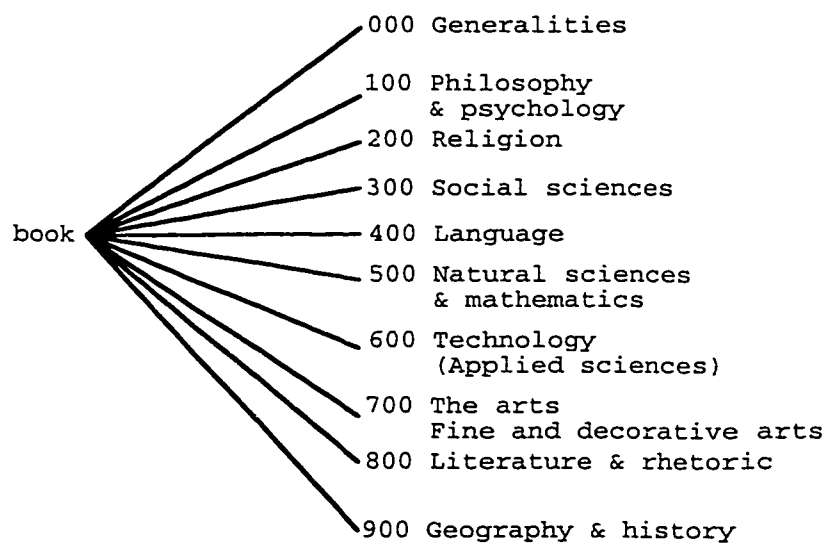 000 Generalities
100 Philosophy
& psychology
200 Religion
300 Social sciences
book
400 Language
500 Natural sciences
& mathematics
600 Technology
(Applied sciences)
700 The arts
Fine and decorative arts
800 Literature & rhetoric
900 Geography & history